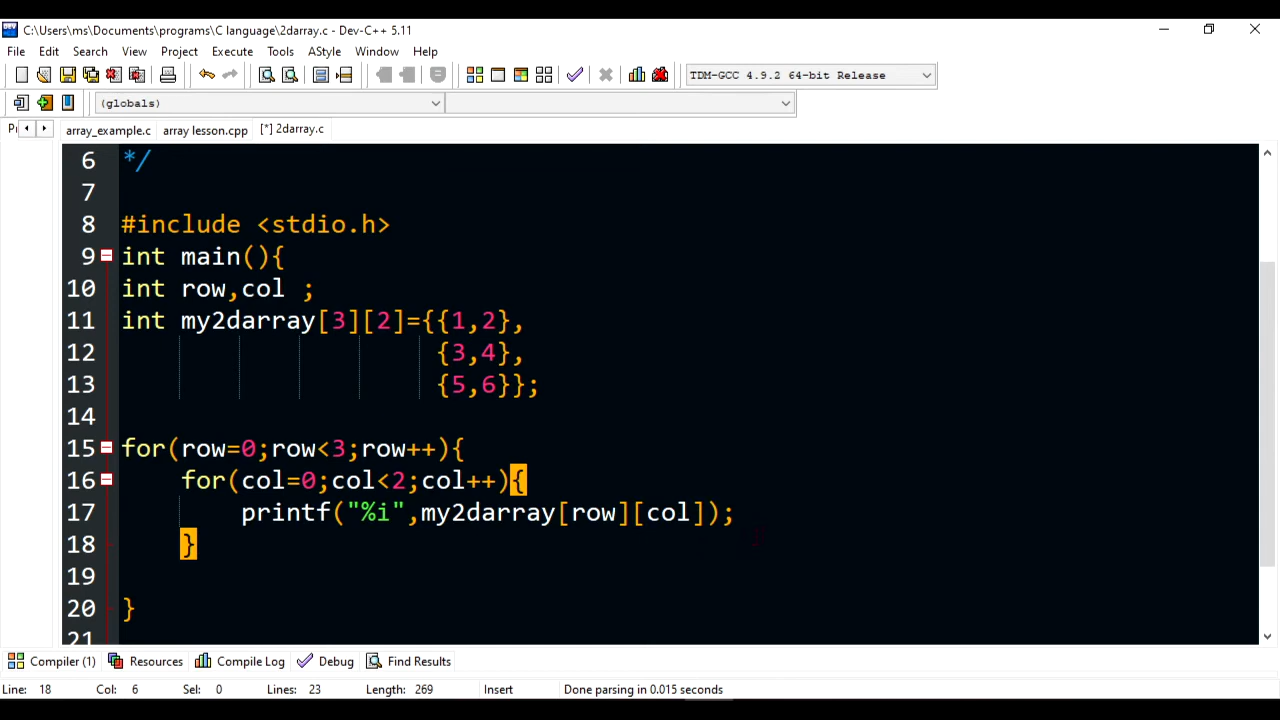 C:\Users\ms\Documents\programs\C language\2darray.c - Dev-C++ 5.11
File Edit Search View Project Execute Tools AStyle Window Help
TDM-GCC 4.9.2 64-bit Release
(globals)
array_example.c array lesson.cpp [*] 2darray.c
6 */
7
8 #include <stdio.h>
9 int main(){
10 int row,col ;
11 int my2darray[3][2]={{1,2},
12 {3,4},
13 {5,6}};
14
15 for(row=0;row<3;row++){
16 for(col=0;col<2;col++){
17 printf("%i",my2darray[row][col]);
18 }
19
20 }
21
Compiler (1) Resources Compile Log Debug Find Results
Line: 18 Col: 6 Sel: 0 Lines: 23 Length: 269 Insert Done parsing in 0.015 seconds